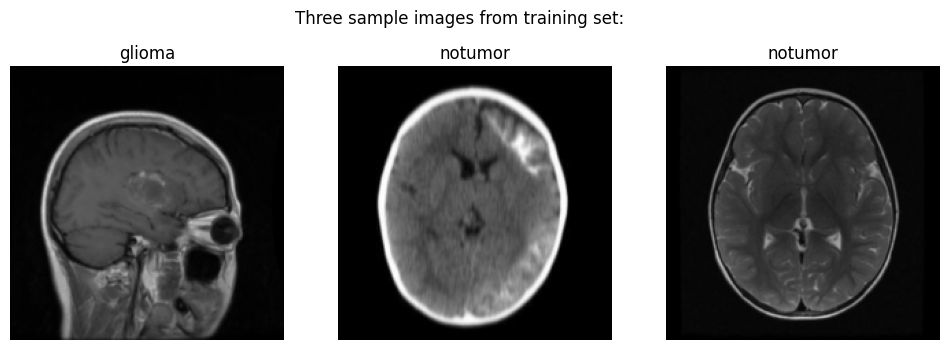 Three sample images from training set:
glioma
notumor
notumor